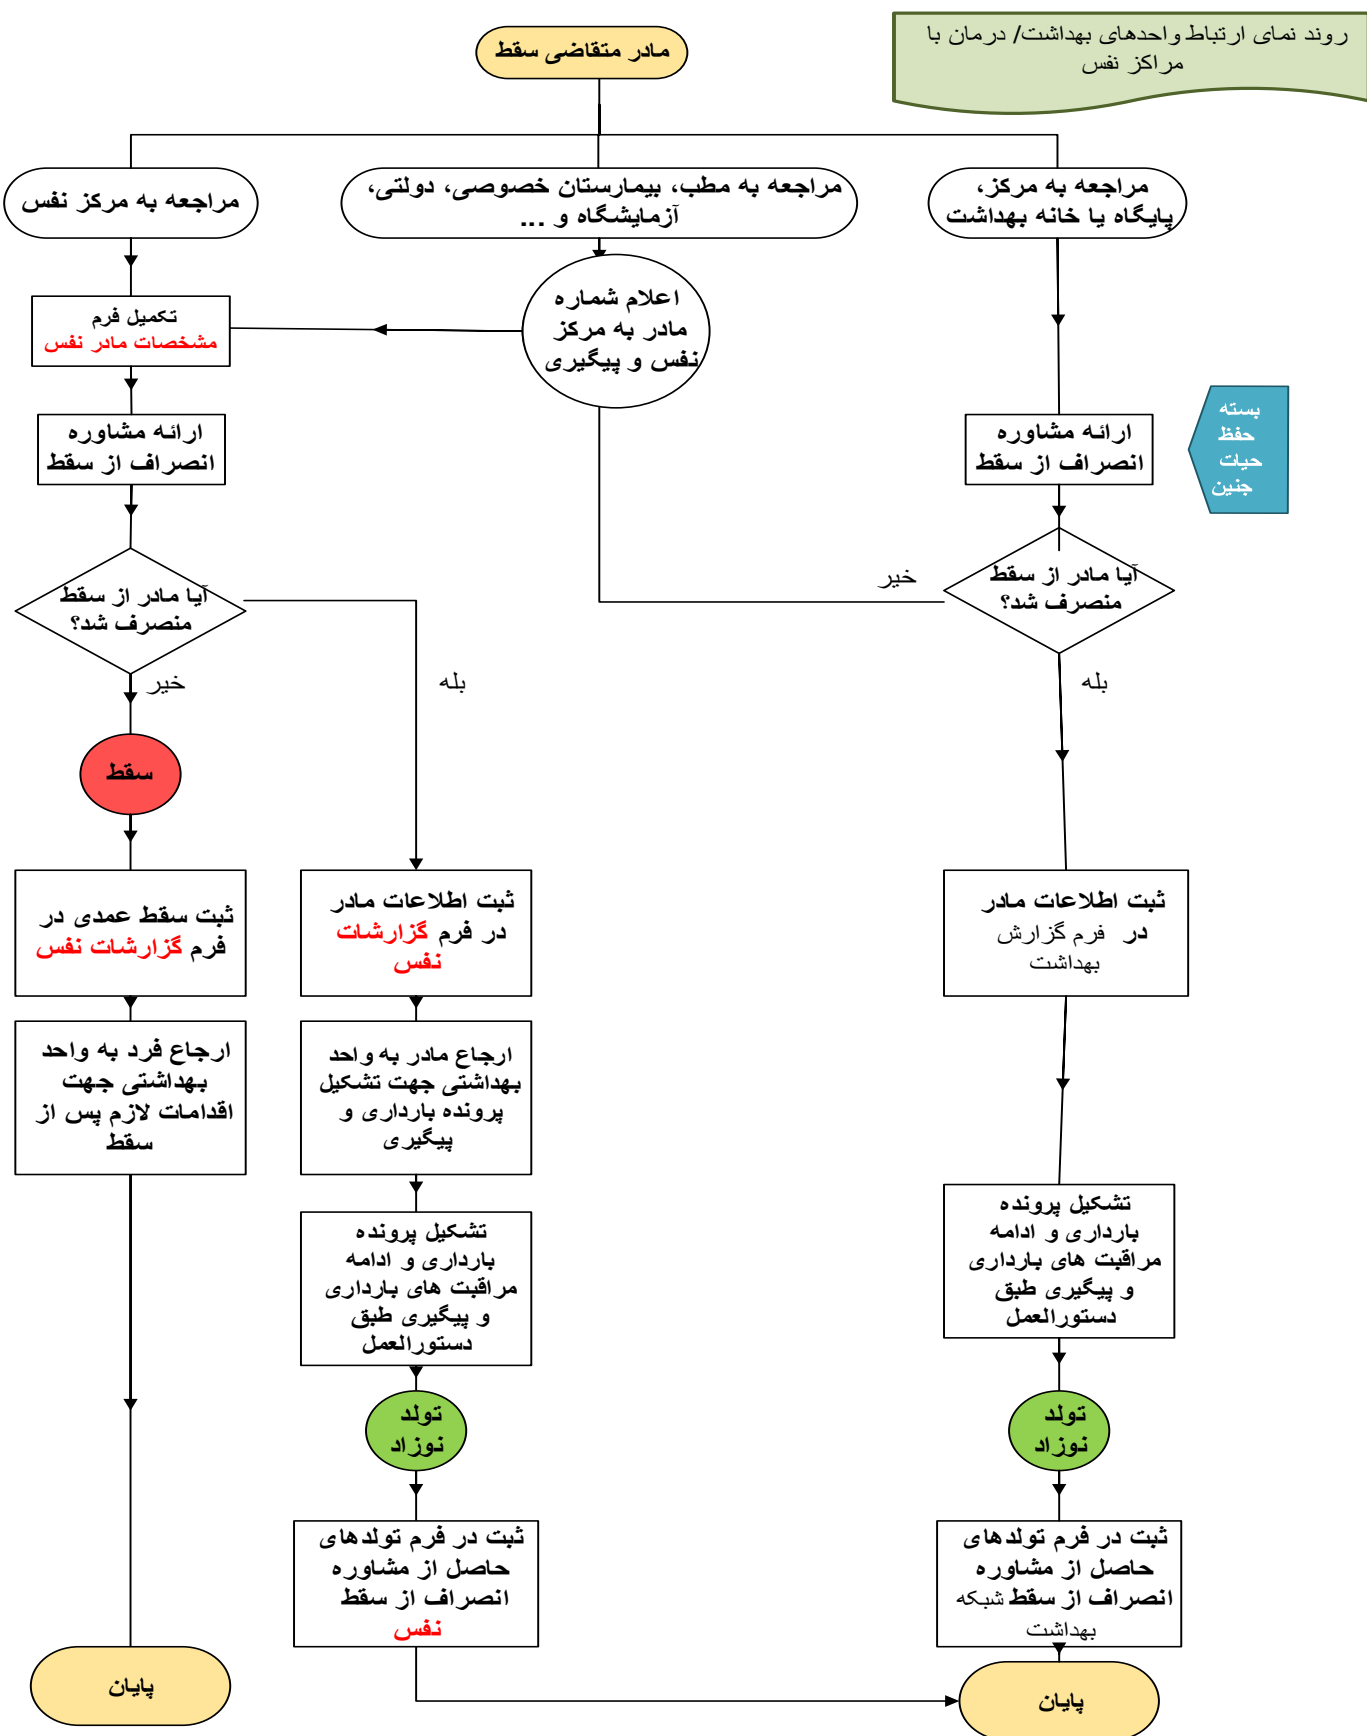 روند نمای ارتباط واحدهای بهداشت/ درمان با
مراکز نفس
مادر متقاضی سقط
مراجعه به مرکز،
پایگاه یا خانه بهداشت
مراجعه به مطب، بیمارستان خصوصی، دولتی،
آزمایشگاه و ...
مراجعه به مرکز نفس
اعلام شماره
مادر به مرکز
نفس و پیگیری
تکمیل فرم
مشخصات مادر نفس
بسته
حفظ
حیات
جنین
ارائه مشاوره
انصراف از سقط
ارائه مشاوره
انصراف از سقط
آیا مادر از سقط
منصرف شد؟
خیر
آیا مادر از سقط
منصرف شد؟
بله
بله
خیر
سقط
ثبت اطلاعات مادر
در فرم گزارش
بهداشت
ثبت اطلاعات مادر
در فرم گزارشات
نفس
ثبت سقط عمدی در
فرم گزارشات نفس
ارجاع مادر به واحد
بهداشتی جهت تشکیل
پرونده بارداری و
پیگیری
ارجاع فرد به واحد
بهداشتی جهت
اقدامات لازم پس از
سقط
تشکیل پرونده
بارداری و ادامه
مراقبت های بارداری
و پیگیری طبق
دستورالعمل
تشکیل پرونده
بارداری و ادامه
مراقبت های بارداری
و پیگیری طبق
دستورالعمل
تولد
نوزاد
تولد
نوزاد
ثبت در فرم تولدهای
حاصل از مشاوره
انصراف از سقط شبکه
بهداشت
ثبت در فرم تولدهای
حاصل از مشاوره
انصراف از سقط
نفس
پایان
پایان